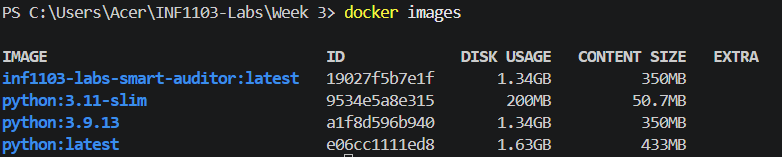 PS C:\Users\Acer\INF1103-Labs\Week 3> docker images
IMAGE ID DISK USAGE CONTENT SIZE EXTRA
inf1103-labs-smart-auditor:latest 19027f5b7e1f 1.34GB 350MB
python:3.11-slim 9534e5a8e315 200MB 50.7MB
python:3.9.13 a1f8d596b940 1.34GB 350MB
python:latest e06cc1111ed8 1.63GB 433MB